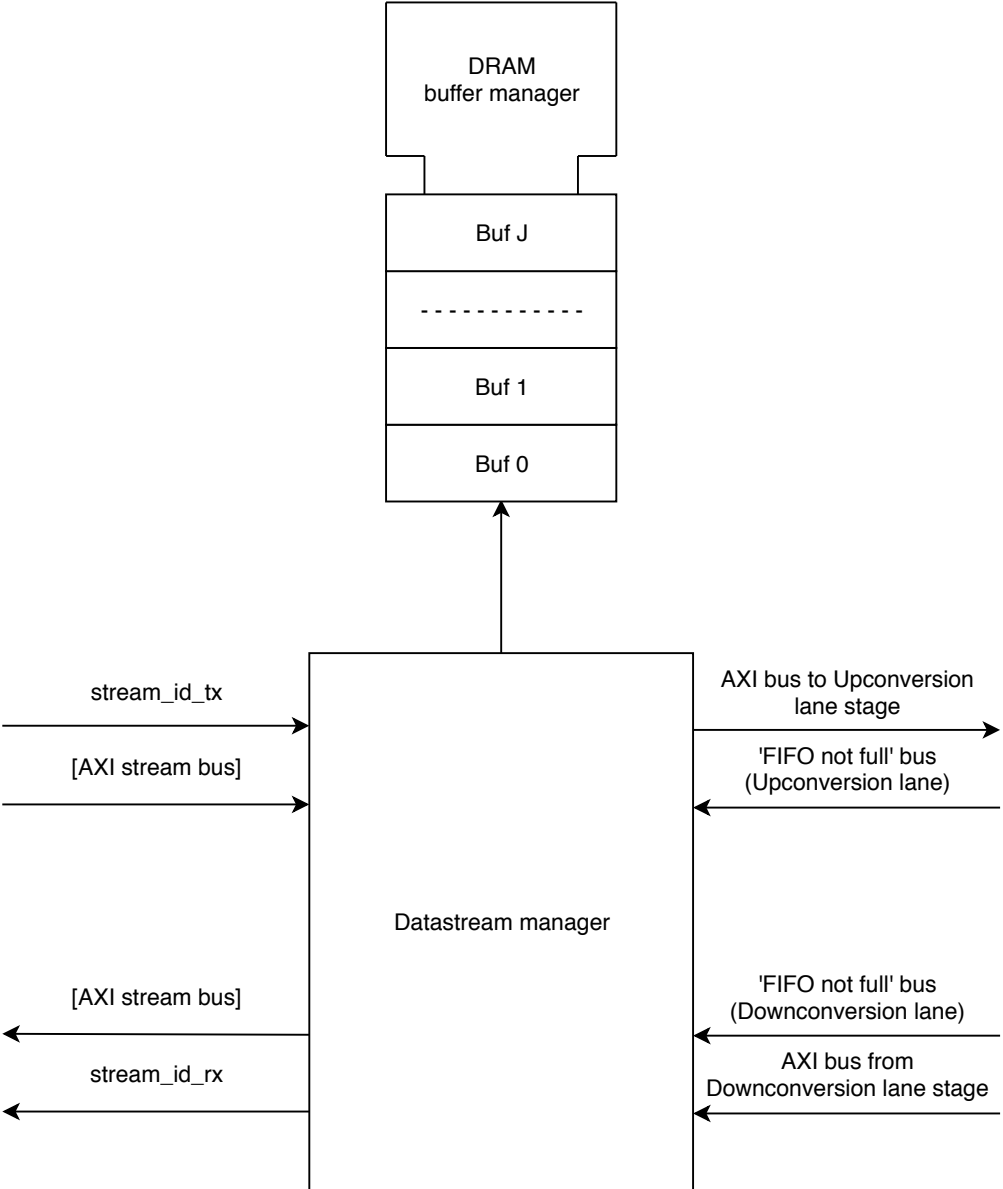 DRAM
buffer manager
Buf J
Buf 1
Buf 0
stream_id_tx
[AXI stream bus]
AXI bus to Upconversion
lane stage
'FIFO not full' bus
(Upconversion lane)
Datastream manager
[AXI stream bus]
stream_id_rx
'FIFO not full' bus
(Downconversion lane)
AXI bus from
Downconversion lane stage